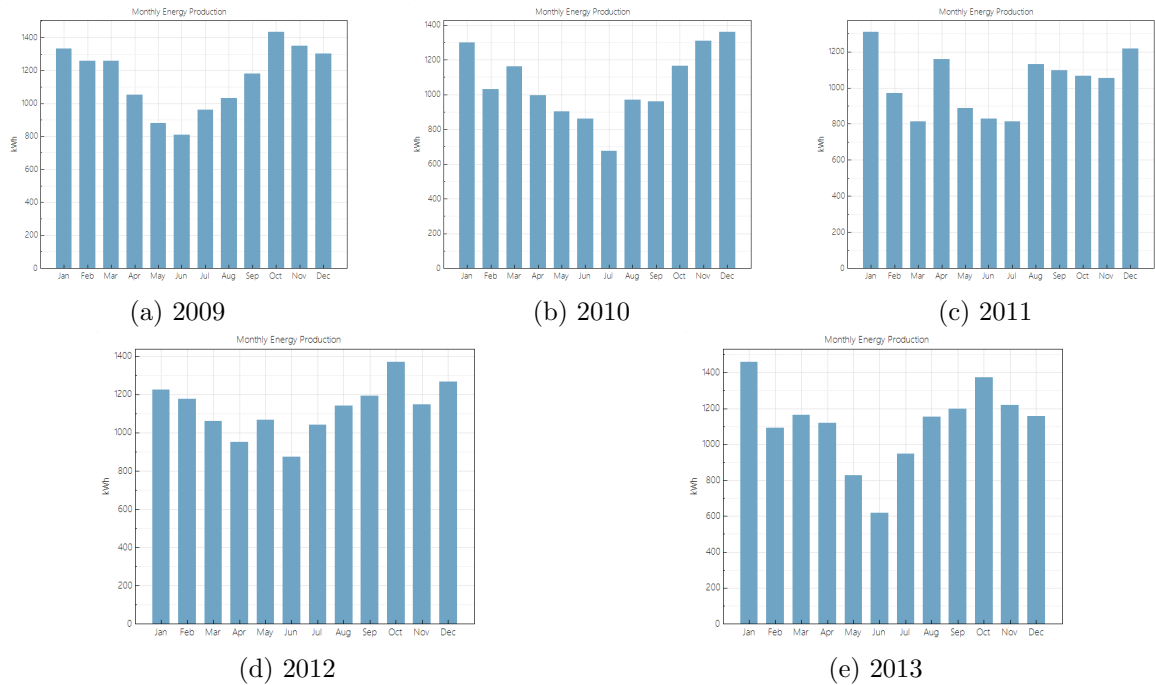 Monthly Energy Production
kWh
1400
1200
1000
800
600
400
200
0
Jan Feb Mar Apr May Jun Jul Aug Sep Oct Nov Dec
(a) 2009
Monthly Energy Production
kWh
1400
1200
1000
800
600
400
200
0
Jan Feb Mar Apr May Jun Jul Aug Sep Oct Nov Dec
(b) 2010
Monthly Energy Production
kWh
1200
1000
800
600
400
200
0
Jan Feb Mar Apr May Jun Jul Aug Sep Oct Nov Dec
(c) 2011
Monthly Energy Production
kWh
1400
1200
1000
800
600
400
200
0
Jan Feb Mar Apr May Jun Jul Aug Sep Oct Nov Dec
(d) 2012
Monthly Energy Production
kWh
1400
1200
1000
800
600
400
200
0
Jan Feb Mar Apr May Jun Jul Aug Sep Oct Nov Dec
(e) 2013